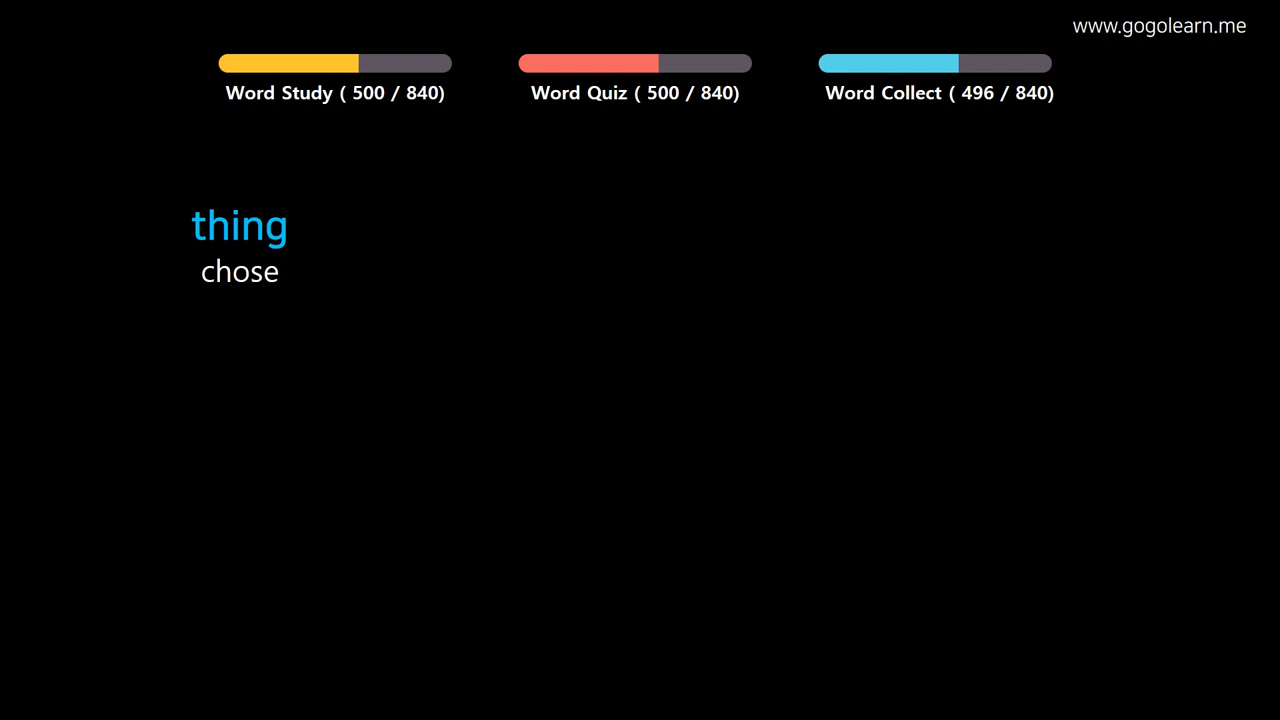 www.gogolearn.me
Word Study ( 500 / 840)
Word Quiz ( 500 / 840)
Word Collect ( 496 / 840)
thing
chose